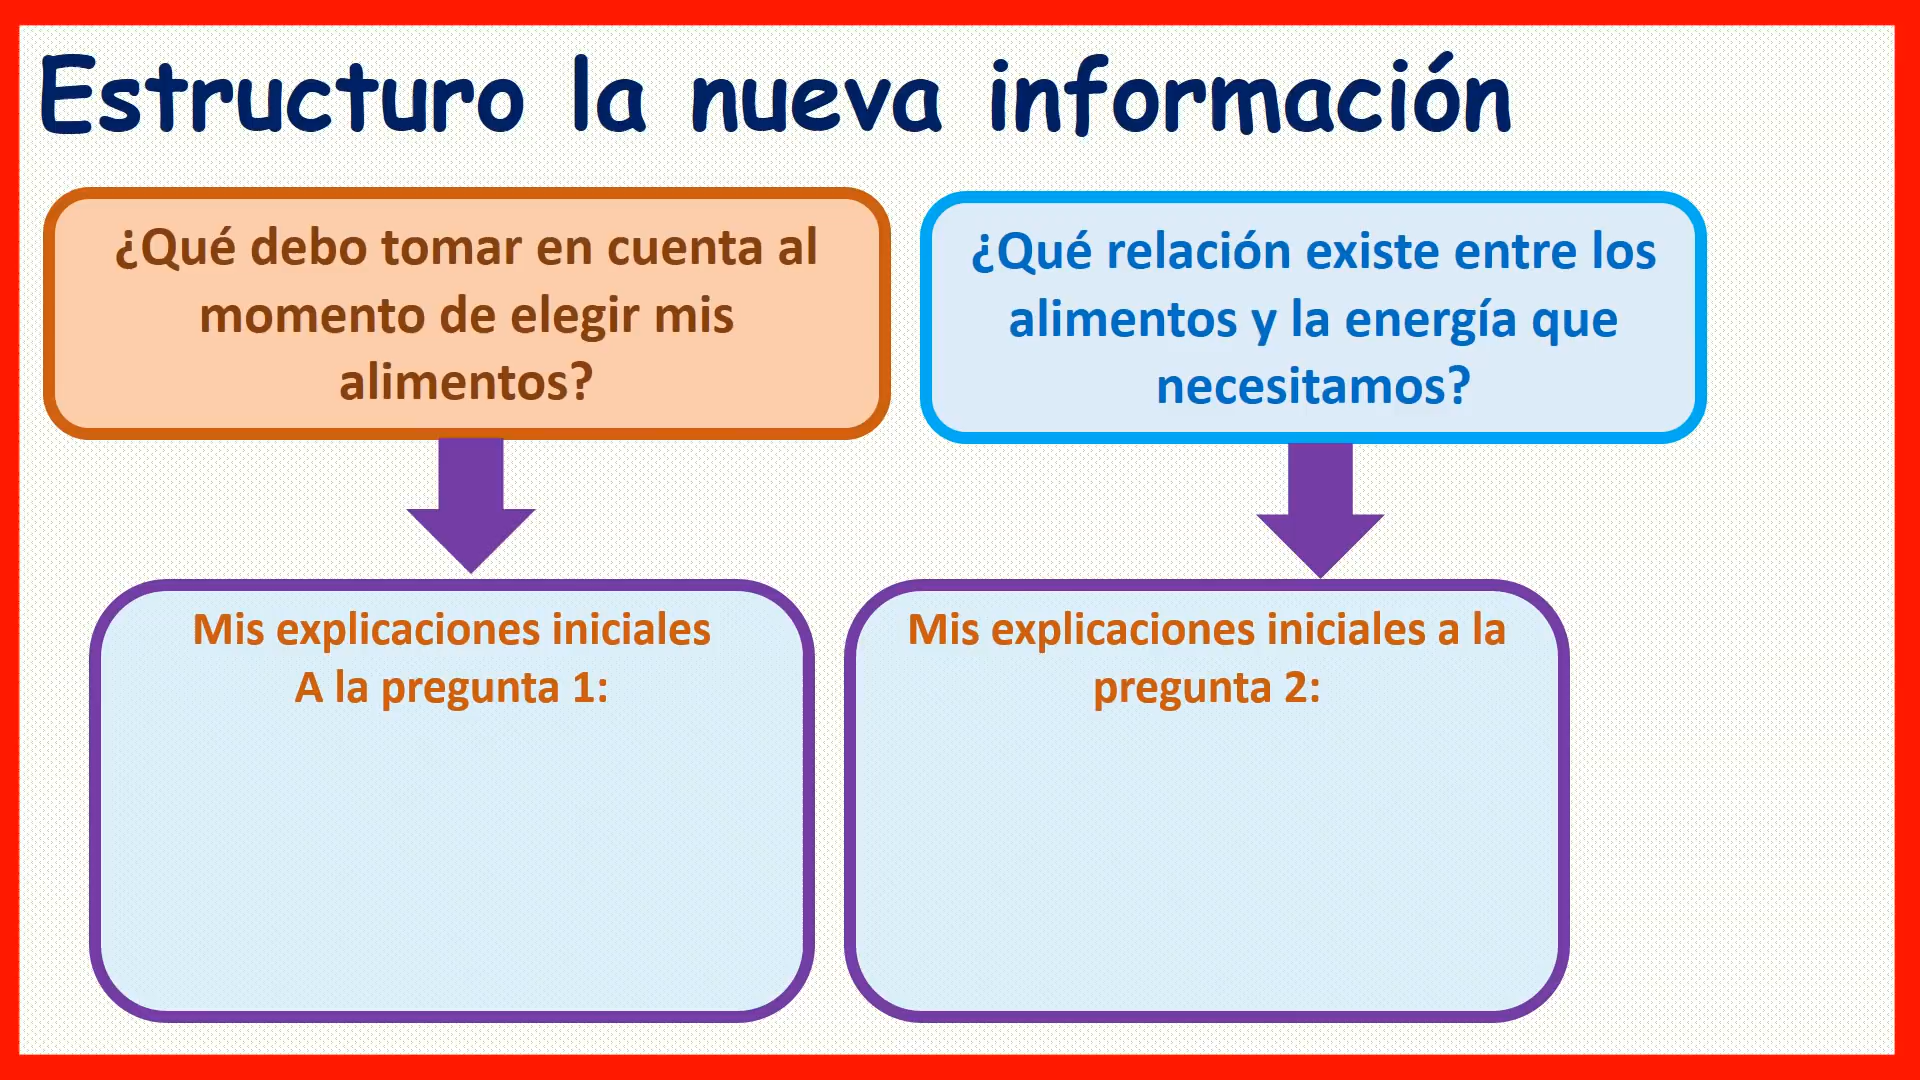 Estructuro la nueva información
¿Qué debo tomar en cuenta al
momento de elegir mis
alimentos?
¿Qué relación existe entre los
alimentos y la energía que
necesitamos?
Mis explicaciones iniciales
A la pregunta 1:
Mis explicaciones iniciales a la
pregunta 2: